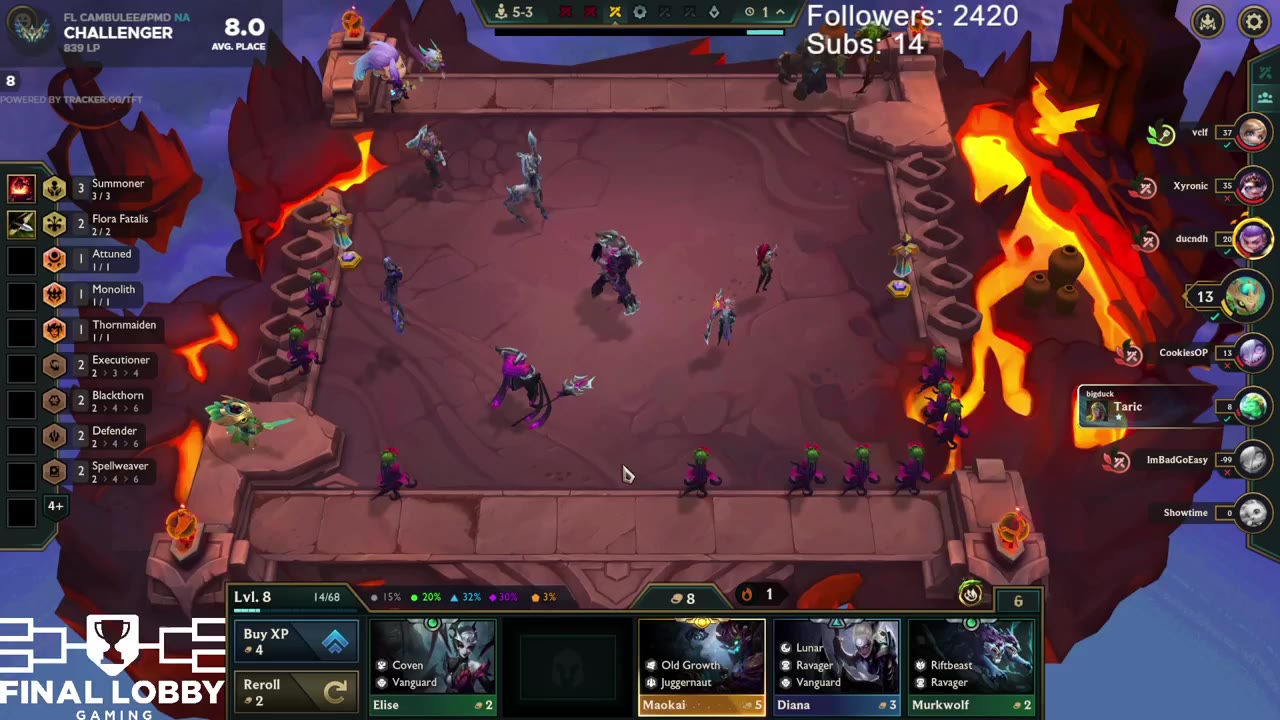 FL CAMBULEE#PMD NA
CHALLENGER
839 LP
8.0
AVG. PLACE
8
POWERED BY TRACKER.GG/TFT
5-3
1
Followers: 2420
Subs: 14
3 Summoner
3 / 3
2 Flora Fatalis
2 / 2
1 Attuned
1 / 1
1 Monolith
1 / 1
1 Thornmaiden
1 / 1
2 Executioner
2 > 3 > 4
2 Blackthorn
2 > 4 > 6
2 Defender
2 > 4 > 6
2 Spellweaver
2 > 4 > 6
4+
vclf 37
Xyronic 35
ducndh 20
13
CookiesOP 13
bigduck
Taric
8
ImBadGoEasy -99
Showtime 0
Lvl. 8
14/68
15%
20%
32%
30%
3%
8
1
6
Buy XP
4
Reroll
2
Coven
Vanguard
Elise 2
Old Growth
Juggernaut
Maokai 5
Lunar
Ravager
Vanguard
Diana 3
Riftbeast
Ravager
Murkwolf 2
FINAL LOBBY
GAMING